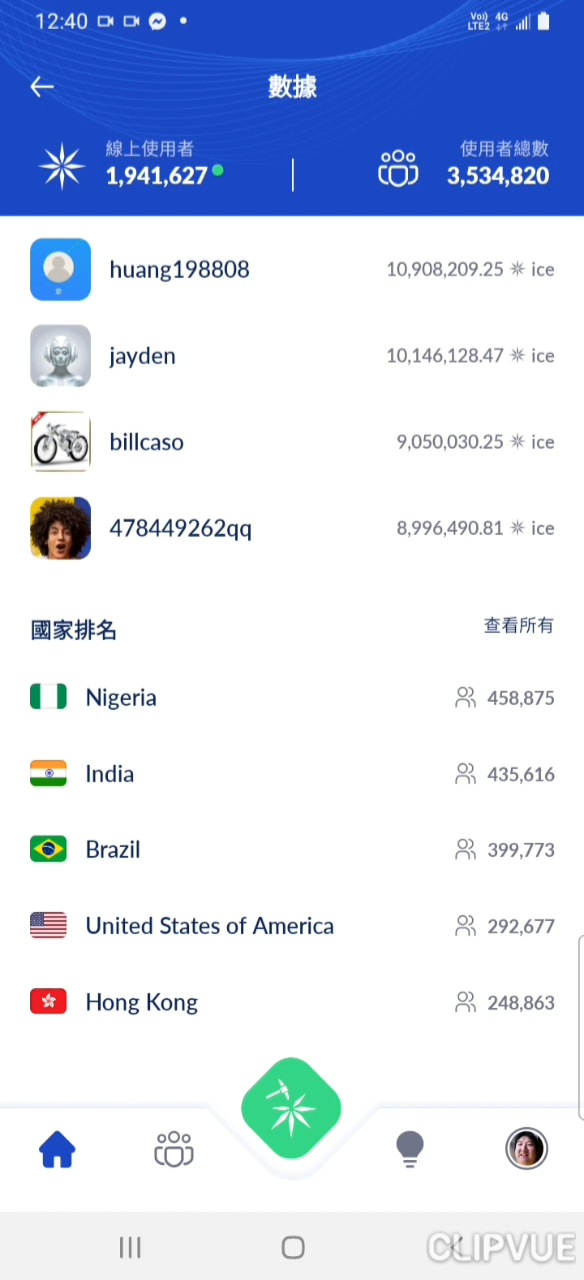 12:40
Vo)) LTE2 4G
數據
線上使用者
1,941,627
使用者總數
3,534,820
huang198808 10,908,209.25 ice
jayden 10,146,128.47 ice
billcaso 9,050,030.25 ice
478449262qq 8,996,490.81 ice
國家排名 查看所有
Nigeria 458,875
India 435,616
Brazil 399,773
United States of America 292,677
Hong Kong 248,863
CLIPVUE